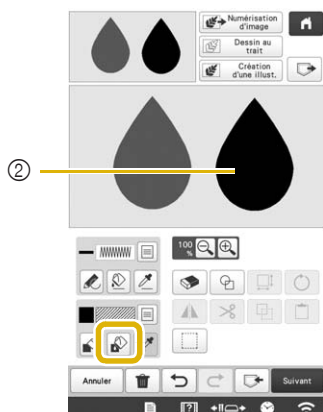 Numérisation
d'image
Dessin au
trait
Création
d'une illust.
②
100
%
Annuler
Suivant